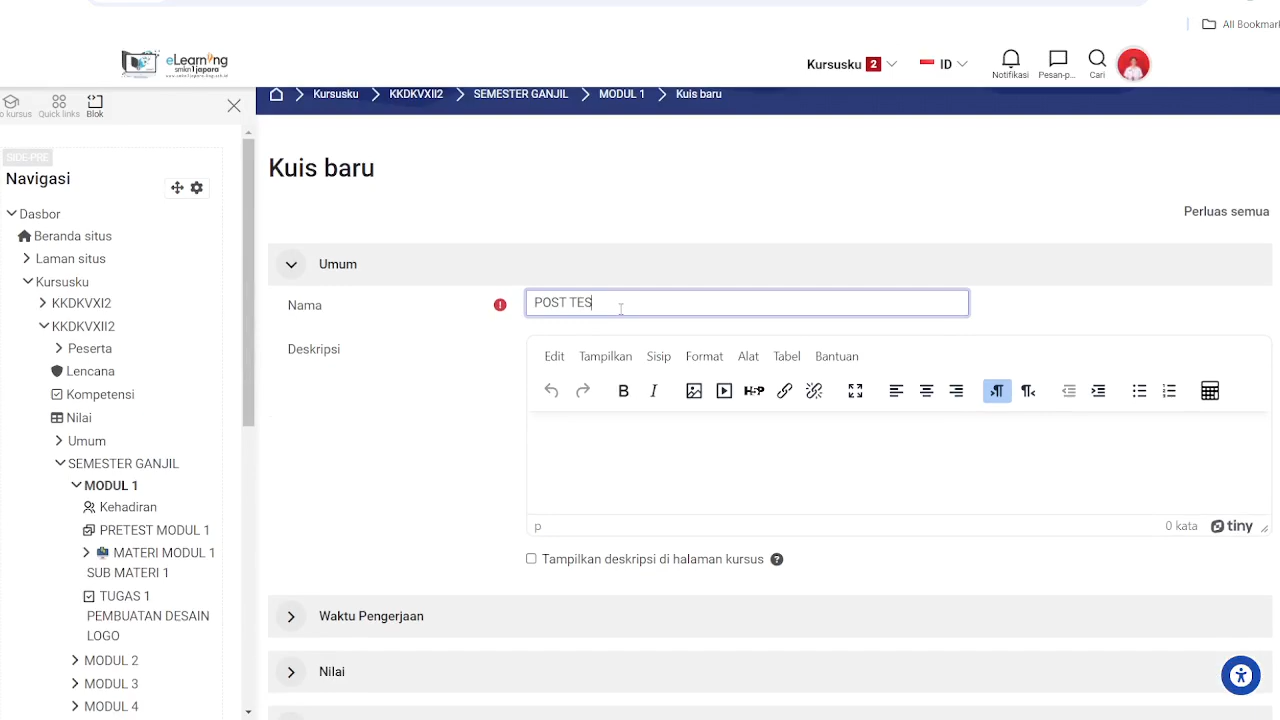 All Bookmar
eLearning
smkn 1 jepara
Kursusku 2
ID
Notifikasi
Pesan-p...
Cari
o kursus
Quick links
Blok
Kursusku
KKDKVXII2
SEMESTER GANJIL
MODUL 1
Kuis baru
SIDE-PRE
Navigasi
Dasbor
Beranda situs
Laman situs
Kursusku
KKDKVXI2
KKDKVXII2
Peserta
Lencana
Kompetensi
Nilai
Umum
SEMESTER GANJIL
MODUL 1
Kehadiran
PRETEST MODUL 1
MATERI MODUL 1
SUB MATERI 1
TUGAS 1
PEMBUATAN DESAIN
LOGO
MODUL 2
MODUL 3
MODUL 4
Kuis baru
Perluas semua
Umum
Nama
POST TES
Deskripsi
Edit Tampilkan Sisip Format Alat Tabel Bantuan
B I H-P
p
0 kata tiny
Tampilkan deskripsi di halaman kursus ?
Waktu Pengerjaan
Nilai